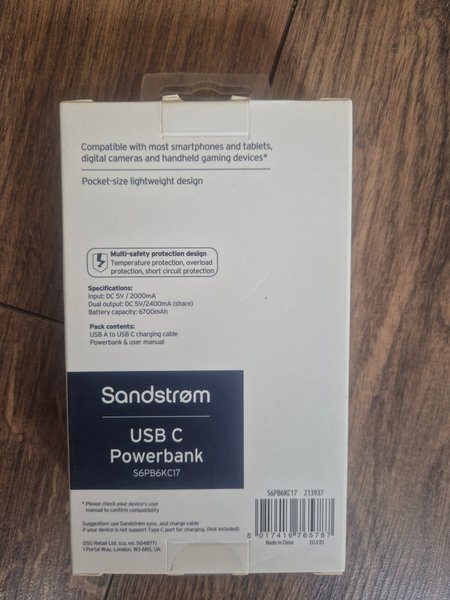 Compatible with most smartphones and tablets,
digital cameras and handheld gaming devices*
Pocket-size lightweight design
Multi-safety protection design
Temperature protection, overload
protection, short circuit protection
Specifications:
Input: DC 5V / 2000mA
Dual output: DC 5V/2400mA (share)
Battery capacity: 6700mAh
Pack contents:
USB A to USB C charging cable
Powerbank & user manual
Sandstrøm
USB C
Powerbank
S6PB6KC17
* Please check your device's user
manual to confirm compatibility
Suggestion: use Sandstrøm sync, and charge cable
if your device is not support Type C port for charging. (Not Included)
DSG Retail Ltd. (co. no. 504877)
1 Portal Way, London, W3 6RS, UK
S6PB6KC17 213937
5 017416 765787
Made in China EU.V.01